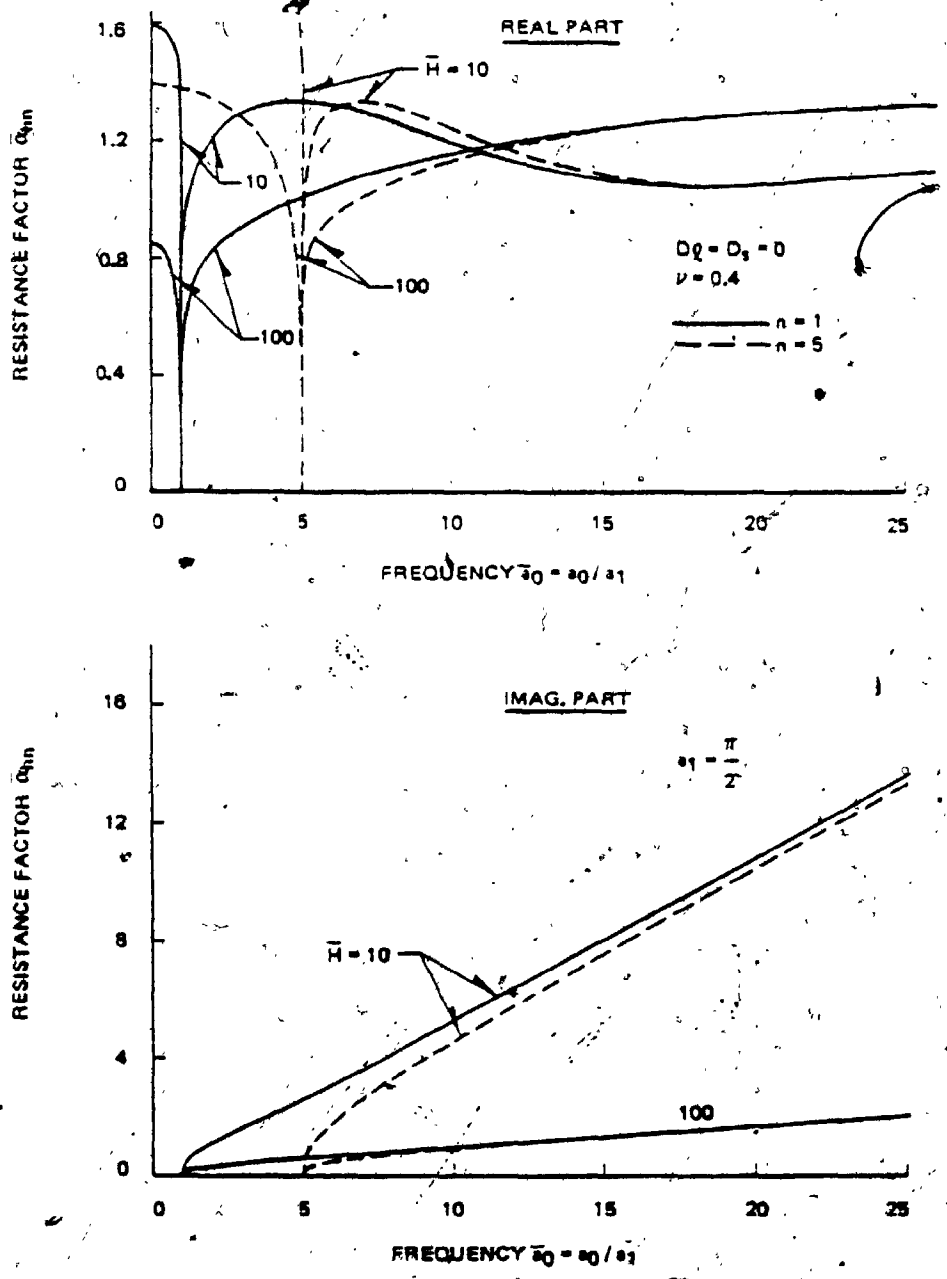 REAL PART
1.6
1.2
0.8
0.4
0
RESISTANCE FACTOR ᾱhn
H̄ = 10
10
100
100
Dℓ = Ds = 0
ν = 0.4
n = 1
n = 5
0 5 10 15 20 25
FREQUENCY ā0 = a0 / a1
IMAG. PART
a1 = π/2
16
12
8
4
0
RESISTANCE FACTOR ᾱhn
H̄ = 10
100
0 5 10 15 20 25
FREQUENCY ā0 = a0 / a1